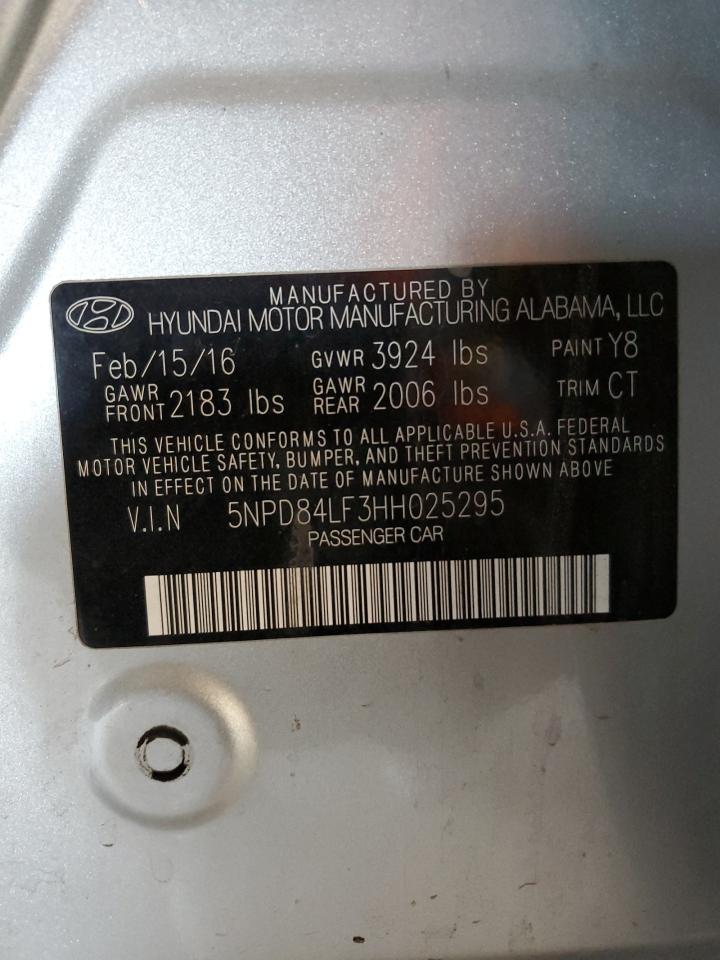 MANUFACTURED BY
HYUNDAI MOTOR MANUFACTURING ALABAMA, LLC
Feb/15/16 GVWR 3924 lbs PAINT Y8
GAWR FRONT 2183 lbs GAWR REAR 2006 lbs TRIM CT
THIS VEHICLE CONFORMS TO ALL APPLICABLE U.S.A. FEDERAL
MOTOR VEHICLE SAFETY, BUMPER, AND THEFT PREVENTION STANDARDS
IN EFFECT ON THE DATE OF MANUFACTURE SHOWN ABOVE
V.I.N 5NPD84LF3HH025295
PASSENGER CAR